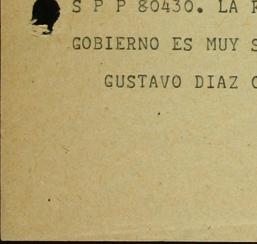 S P P 80430. LA
GOBIERNO ES MUY
GUSTAVO DIAZ